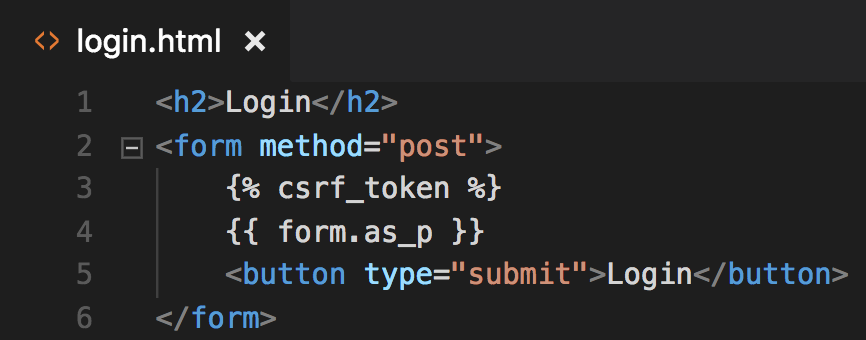 login.html
1 <h2>Login</h2>
2 <form method="post">
3 {% csrf_token %}
4 {{ form.as_p }}
5 <button type="submit">Login</button>
6 </form>